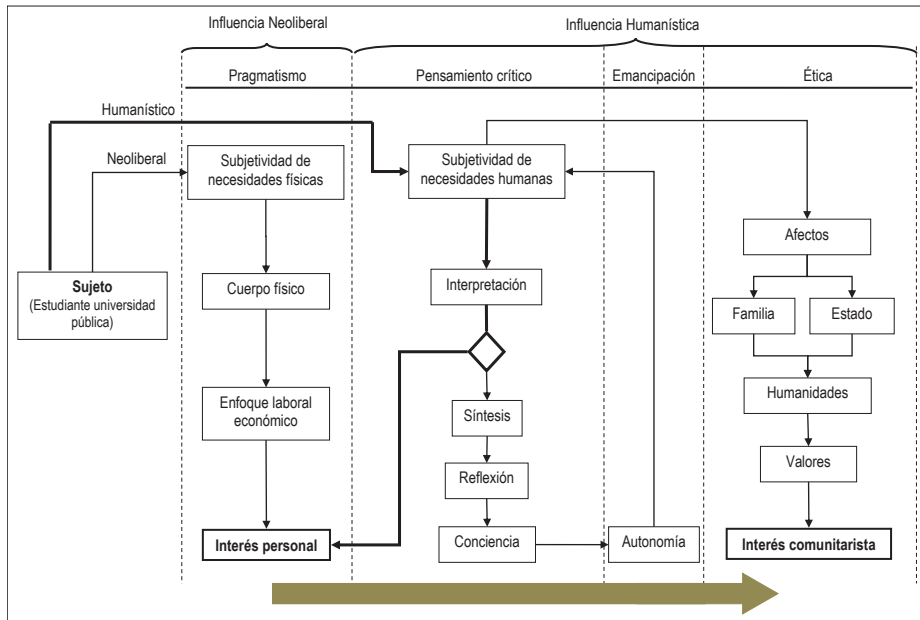 Influencia Neoliberal
Influencia Humanística
Pragmatismo
Pensamiento crítico
Emancipación
Ética
Humanístico
Neoliberal
Subjetividad de
necesidades físicas
Subjetividad de
necesidades humanas
Afectos
Sujeto
(Estudiante universidad
pública)
Cuerpo físico
Interpretación
Familia
Estado
Enfoque laboral
económico
Síntesis
Humanidades
Reflexión
Valores
Interés personal
Conciencia
Autonomía
Interés comunitarista